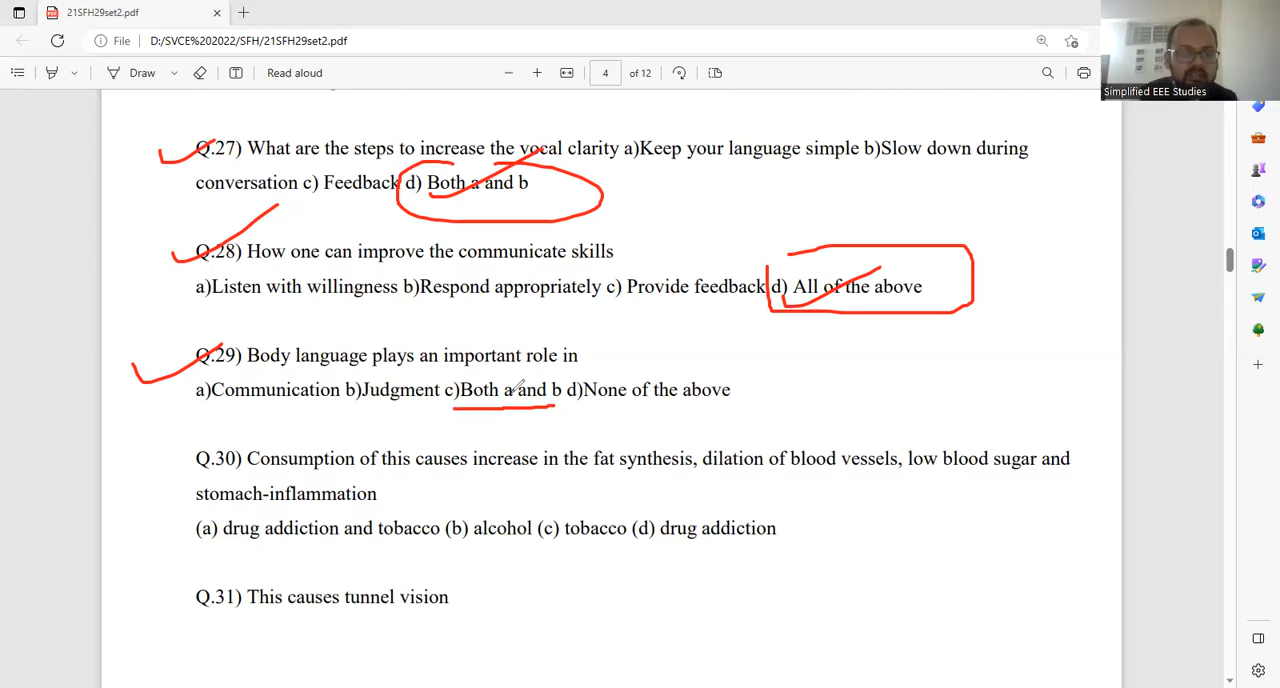 21SFH29set2.pdf
File D:/SVCE%202022/SFH/21SFH29set2.pdf
Draw Read aloud 4 of 12
Simplified EEE Studies
Q.27) What are the steps to increase the vocal clarity a)Keep your language simple b)Slow down during
conversation c) Feedback d) Both a and b
Q.28) How one can improve the communicate skills
a)Listen with willingness b)Respond appropriately c) Provide feedback d) All of the above
Q.29) Body language plays an important role in
a)Communication b)Judgment c)Both a and b d)None of the above
Q.30) Consumption of this causes increase in the fat synthesis, dilation of blood vessels, low blood sugar and
stomach-inflammation
(a) drug addiction and tobacco (b) alcohol (c) tobacco (d) drug addiction
Q.31) This causes tunnel vision